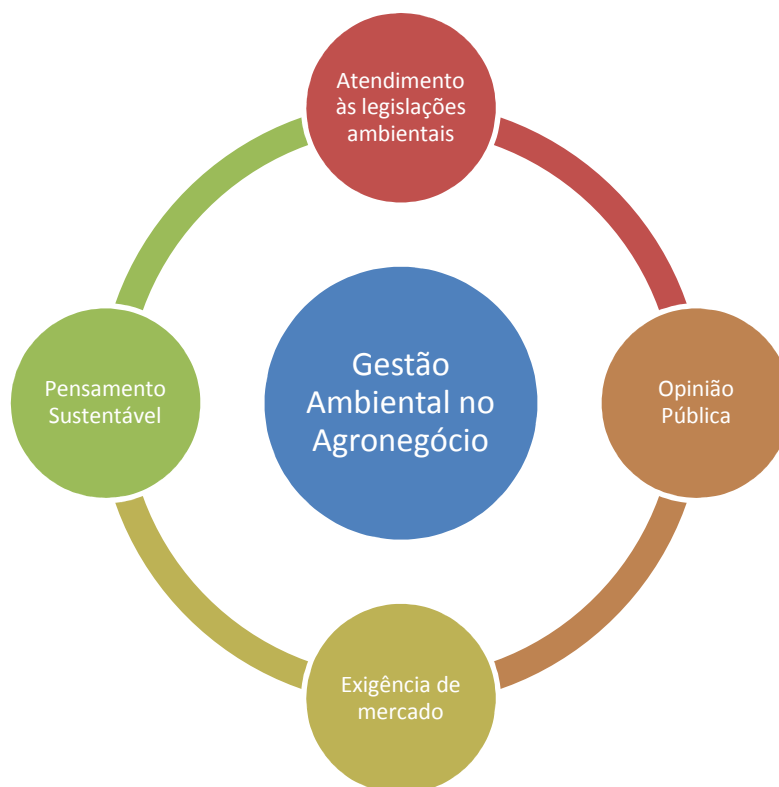 Atendimento
às legislações
ambientais
Pensamento
Sustentável
Gestão
Ambiental no
Agronegócio
Opinião
Pública
Exigência de
mercado